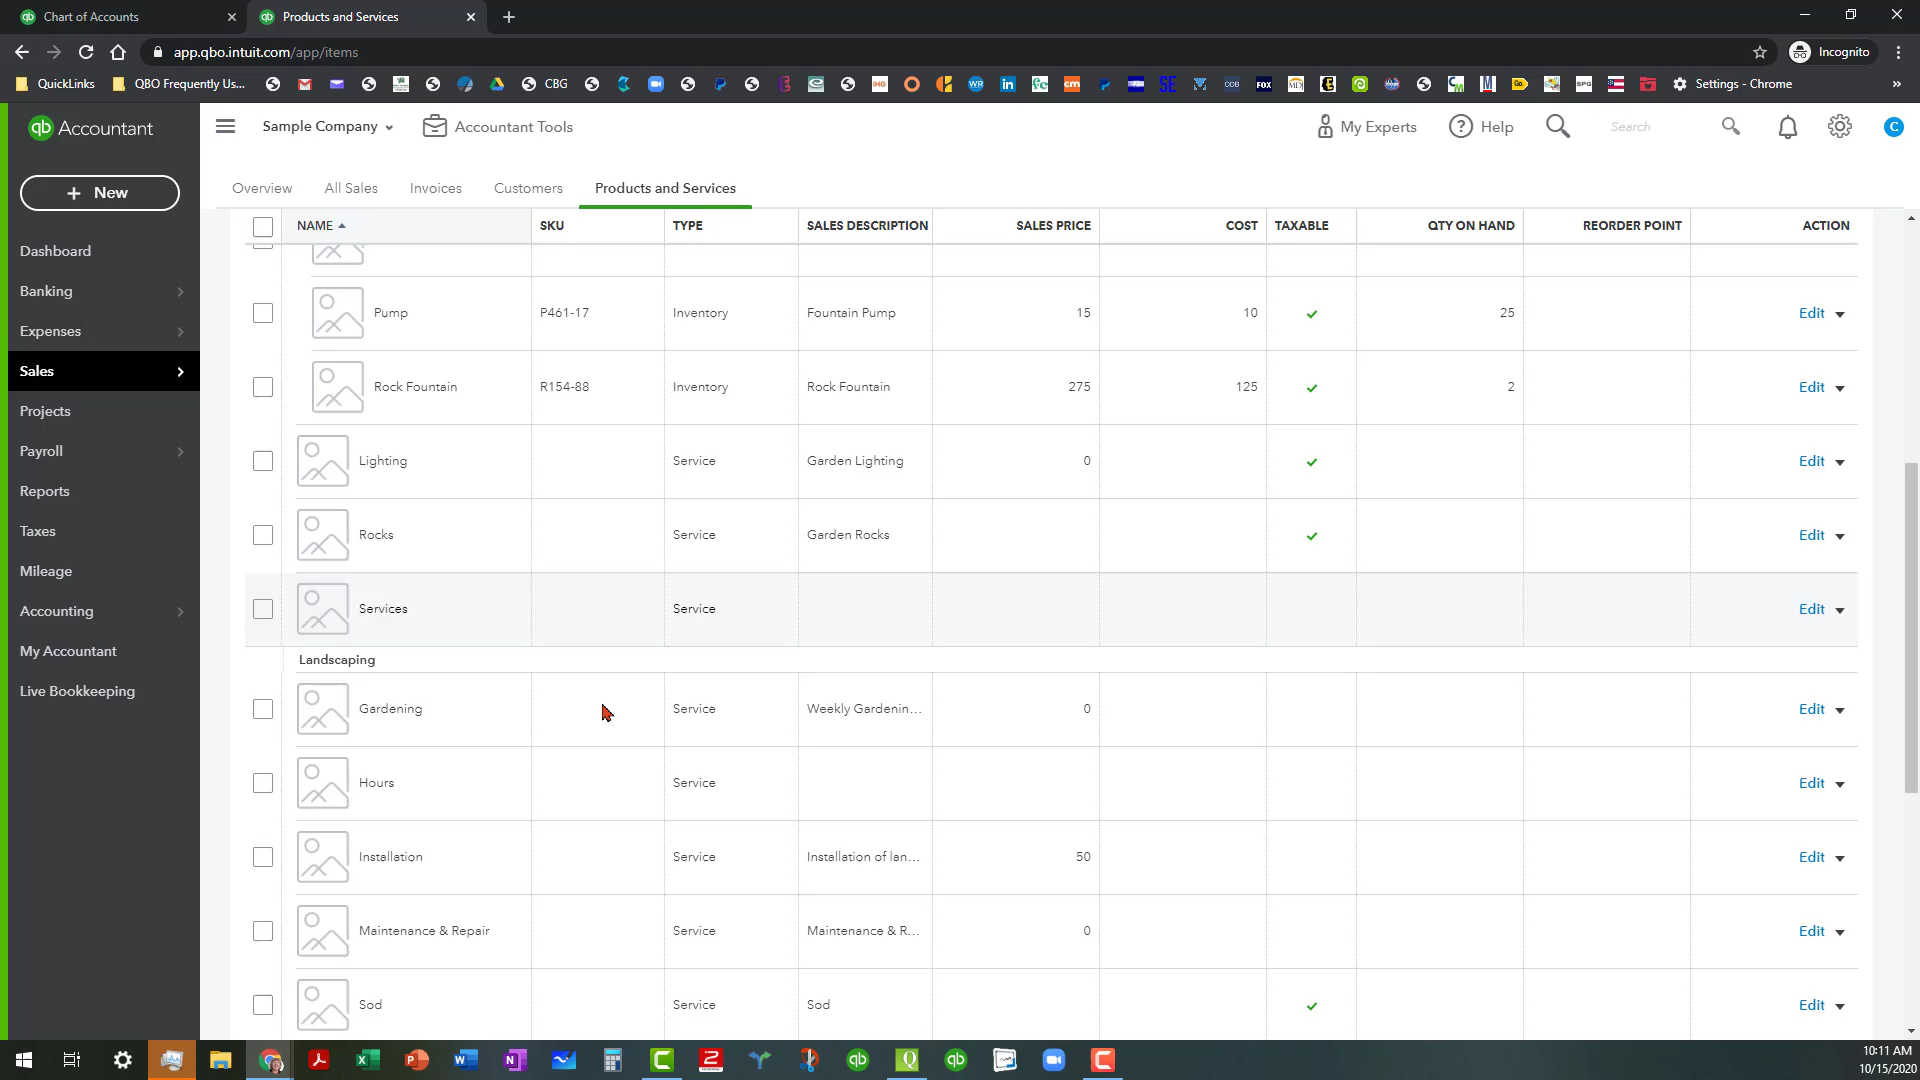 Chart of Accounts
Products and Services
app.qbo.intuit.com/app/items
Incognito
QuickLinks
QBO Frequently Us...
CBG
Settings - Chrome
qb Accountant
Sample Company
Accountant Tools
My Experts
Help
Search
C
+ New
Overview
All Sales
Invoices
Customers
Products and Services
Dashboard
Banking
Expenses
Sales
Projects
Payroll
Reports
Taxes
Mileage
Accounting
My Accountant
Live Bookkeeping
NAME SKU TYPE SALES DESCRIPTION SALES PRICE COST TAXABLE QTY ON HAND REORDER POINT ACTION
Pump P461-17 Inventory Fountain Pump 15 10 25 Edit
Rock Fountain R154-88 Inventory Rock Fountain 275 125 2 Edit
Lighting Service Garden Lighting 0 Edit
Rocks Service Garden Rocks Edit
Services Service Edit
Landscaping
Gardening Service Weekly Gardenin... 0 Edit
Hours Service Edit
Installation Service Installation of lan... 50 Edit
Maintenance & Repair Service Maintenance & R... 0 Edit
Sod Service Sod Edit
10:11 AM
10/15/2020